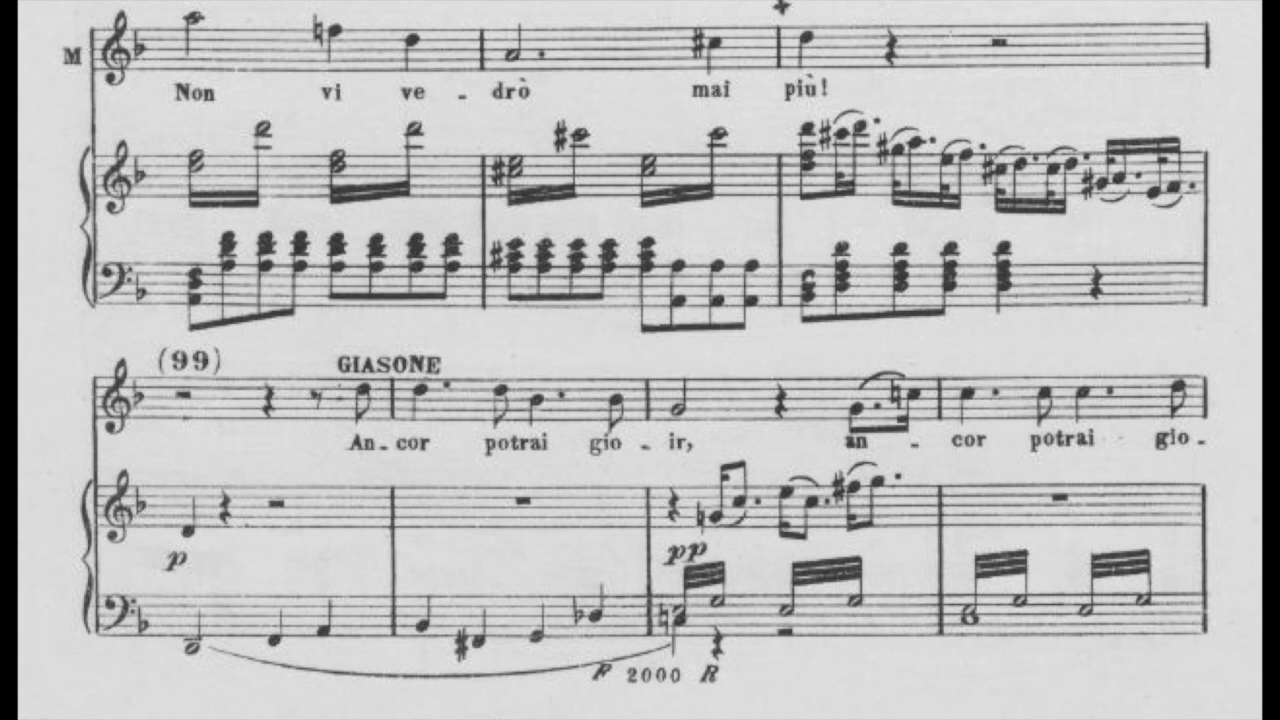 M
Non vi ve - drò mai più!
(99) GIASONE
An - cor potrai gio - ir, an - cor potrai gio -
p pp
F 2000 R